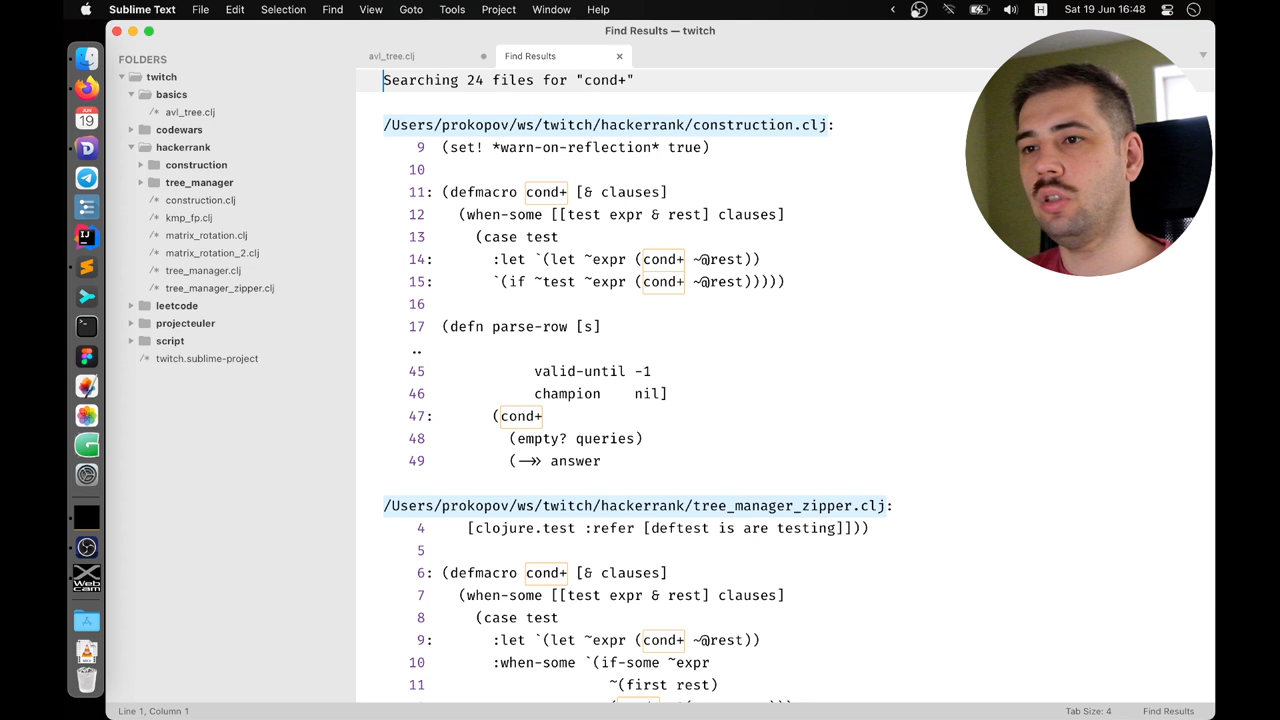 Sublime Text File Edit Selection Find View Goto Tools Project Window Help
H Sat 19 Jun 16:48
Find Results — twitch
FOLDERS
twitch
basics
/* avl_tree.clj
codewars
hackerrank
construction
tree_manager
/* construction.clj
/* kmp_fp.clj
/* matrix_rotation.clj
/* matrix_rotation_2.clj
/* tree_manager.clj
/* tree_manager_zipper.clj
leetcode
projecteuler
script
/* twitch.sublime-project
JUN
19
IJ
Web
cam
avl_tree.clj
Find Results
Searching 24 files for "cond+"
/Users/prokopov/ws/twitch/hackerrank/construction.clj:
9 (set! *warn-on-reflection* true)
10
11: (defmacro cond+ [& clauses]
12 (when-some [[test expr & rest] clauses]
13 (case test
14: :let `(let ~expr (cond+ ~@rest))
15: `(if ~test ~expr (cond+ ~@rest)))))
16
17 (defn parse-row [s]
..
45 valid-until -1
46 champion nil]
47: (cond+
48 (empty? queries)
49 (->> answer
/Users/prokopov/ws/twitch/hackerrank/tree_manager_zipper.clj:
4 [clojure.test :refer [deftest is are testing]]))
5
6: (defmacro cond+ [& clauses]
7 (when-some [[test expr & rest] clauses]
8 (case test
9: :let `(let ~expr (cond+ ~@rest))
10 :when-some `(if-some ~expr
11 ~(first rest)
Line 1, Column 1
Tab Size: 4
Find Results